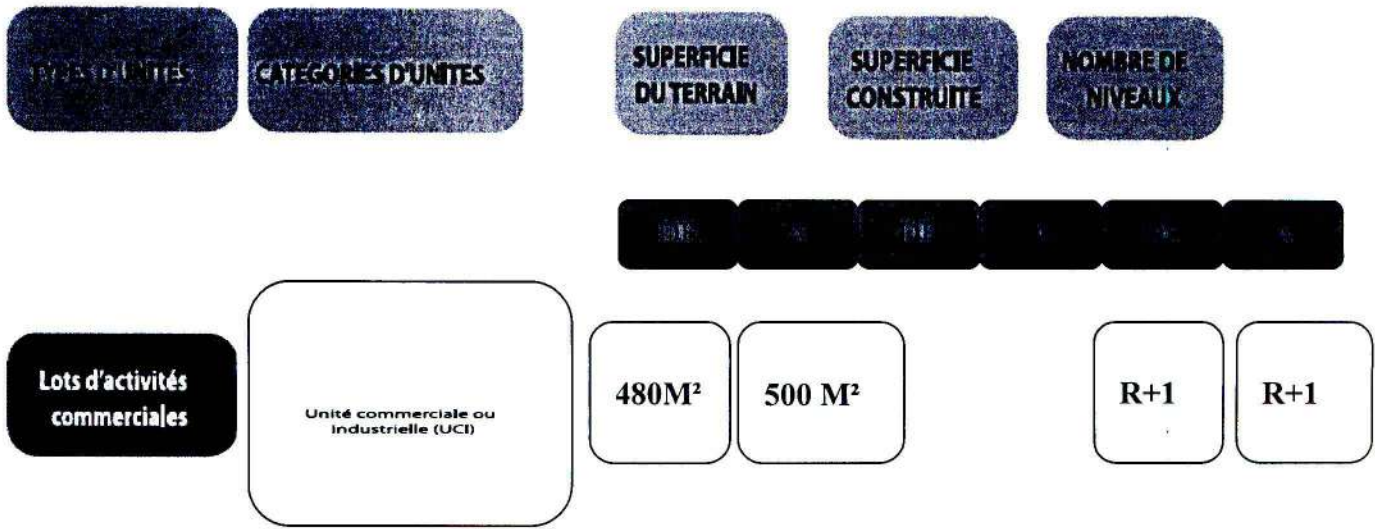 TYPES D'UNITES
CATEGORIES D'UNITES
SUPERFICIE
DU TERRAIN
SUPERFICIE
CONSTRUITE
NOMBRE DE
NIVEAUX
Lots d'activités
commerciales
Unité commerciale ou
industrielle (UCI)
480M²
500 M²
R+1
R+1